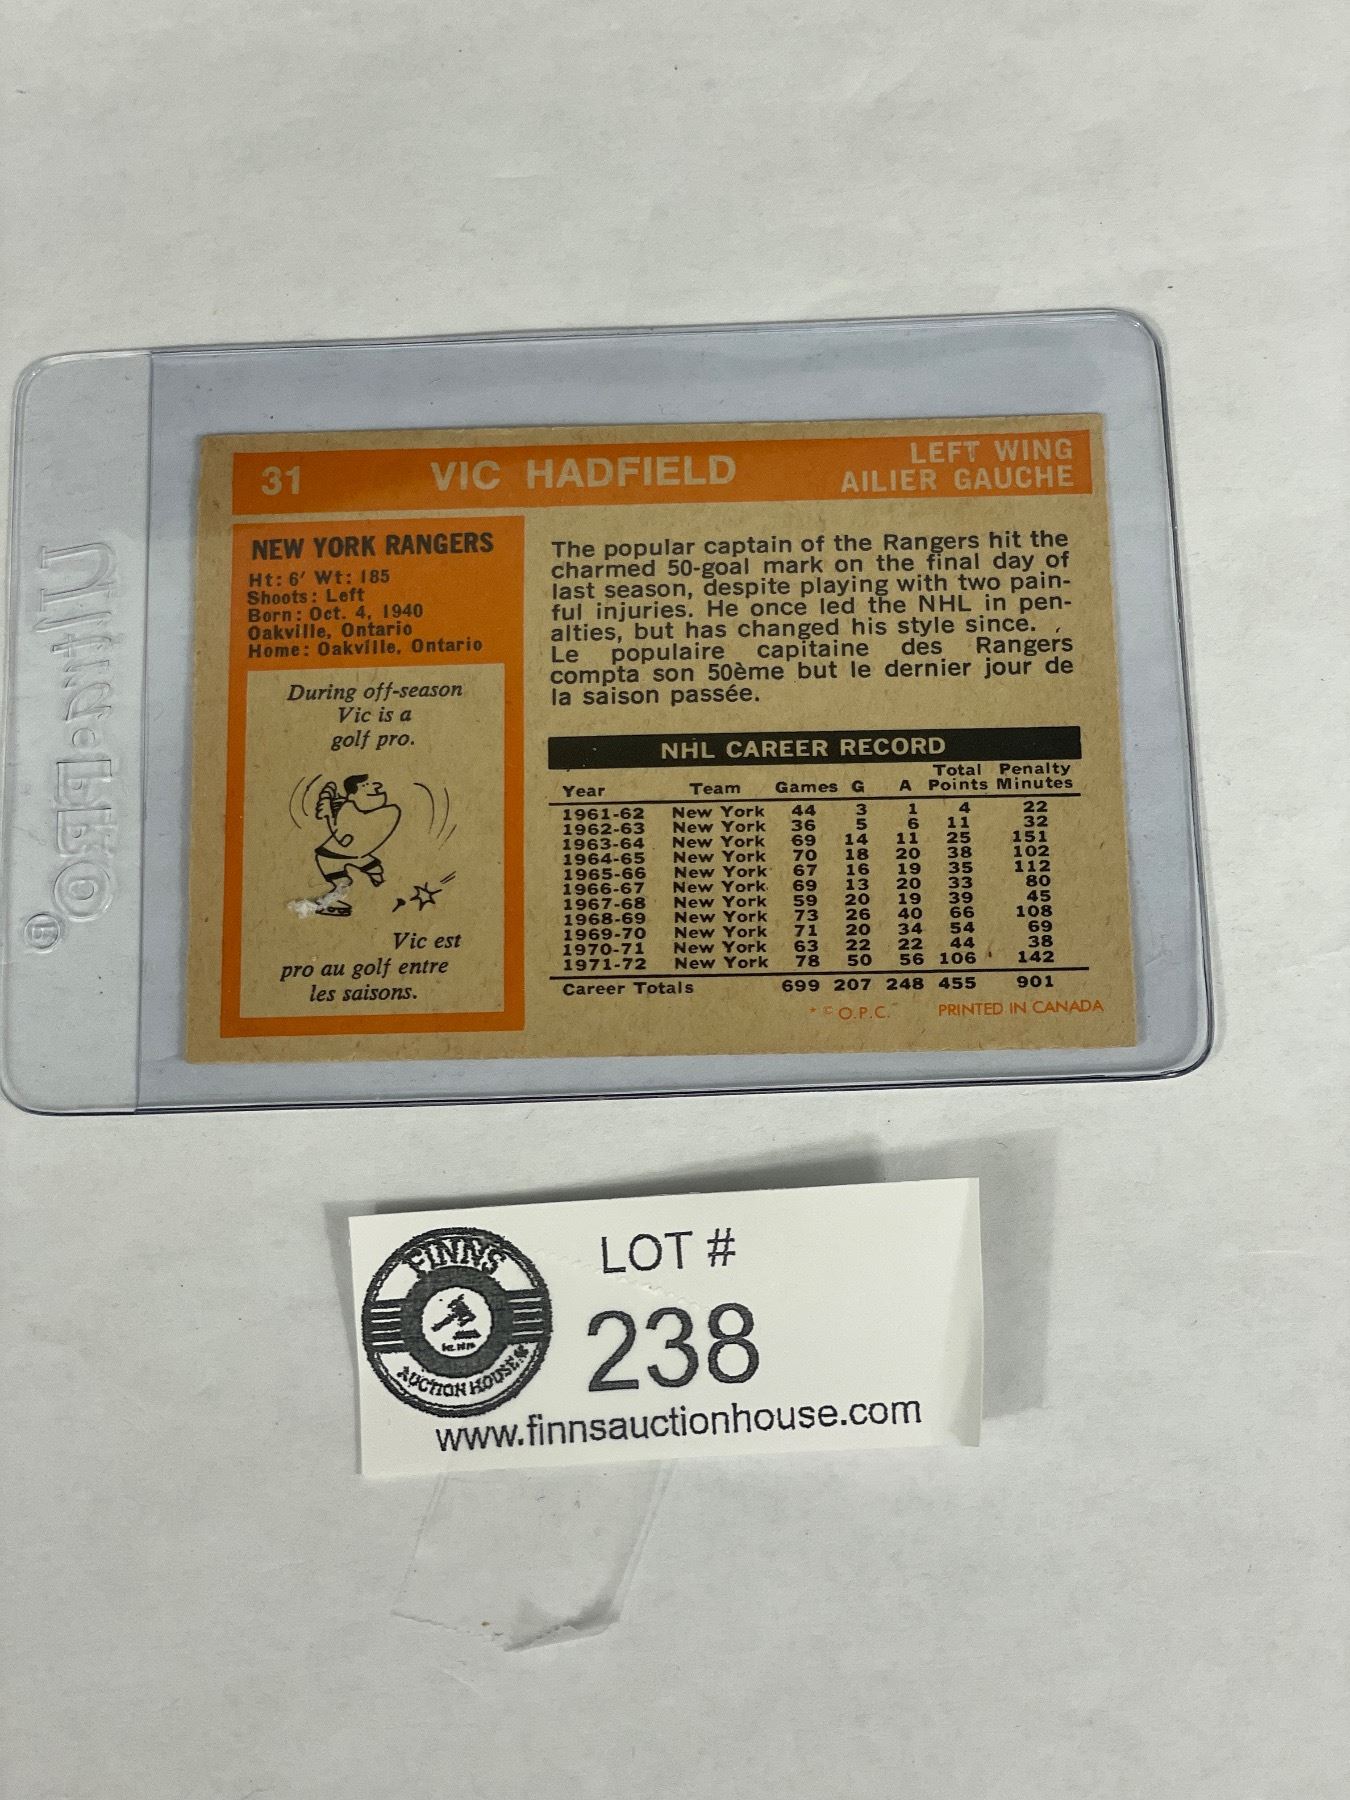 31
VIC HADFIELD
LEFT WING
AILIER GAUCHE
NEW YORK RANGERS
Ht: 6' Wt: 185
Shoots: Left
Born: Oct. 4, 1940
Oakville, Ontario
Home: Oakville, Ontario
During off-season
Vic is a
golf pro.
Vic est
pro au golf entre
les saisons.
The popular captain of the Rangers hit the
charmed 50-goal mark on the final day of
last season, despite playing with two pain-
ful injuries. He once led the NHL in pen-
alties, but has changed his style since.
Le populaire capitaine des Rangers
compta son 50ème but le dernier jour de
la saison passée.
NHL CAREER RECORD
Year Team Games G A Total Points Penalty Minutes
1961-62 New York 44 3 1 4 22
1962-63 New York 36 5 6 11 32
1963-64 New York 69 14 11 25 151
1964-65 New York 70 18 20 38 102
1965-66 New York 67 16 19 35 112
1966-67 New York 69 13 20 33 80
1967-68 New York 59 20 19 39 45
1968-69 New York 73 26 40 66 108
1969-70 New York 71 20 34 54 69
1970-71 New York 63 22 22 44 38
1971-72 New York 78 50 56 106 142
Career Totals 699 207 248 455 901
* © O.P.C. PRINTED IN CANADA
Ultra PRO ®
FINNS
AUCTION HOUSE
LOT #
238
www.finnsauctionhouse.com